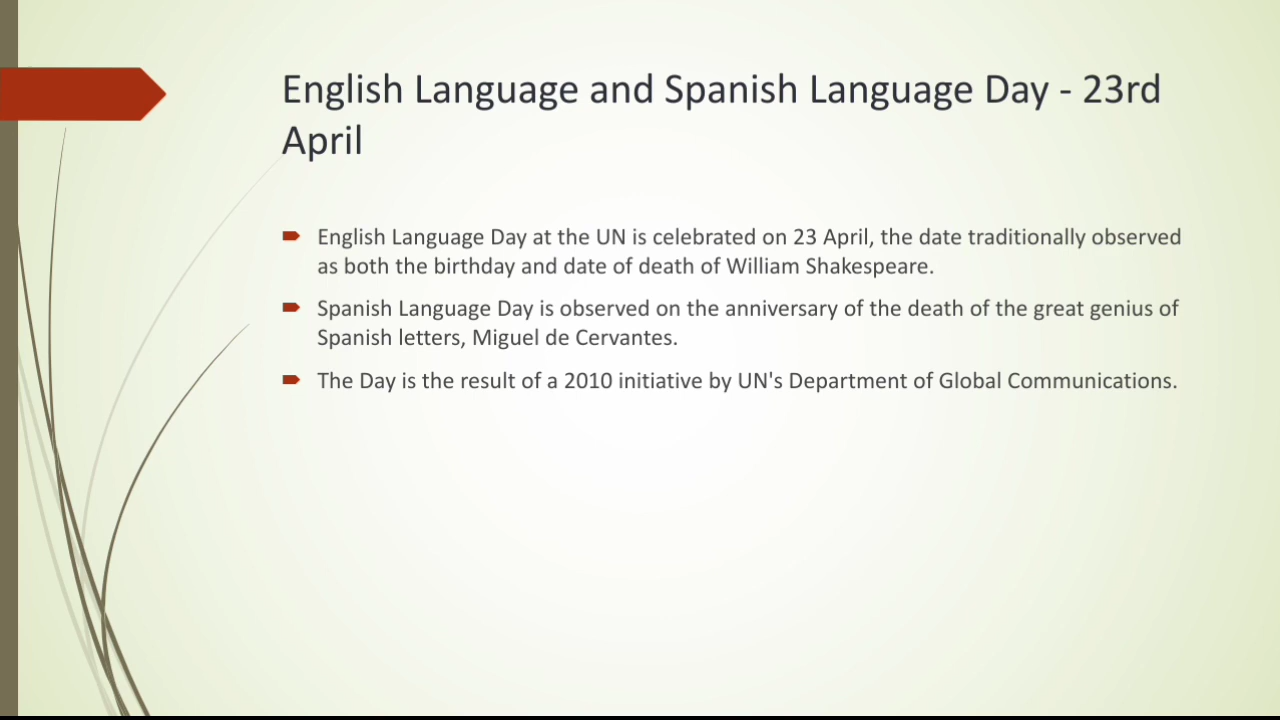 English Language and Spanish Language Day - 23rd
April
English Language Day at the UN is celebrated on 23 April, the date traditionally observed
as both the birthday and date of death of William Shakespeare.
Spanish Language Day is observed on the anniversary of the death of the great genius of
Spanish letters, Miguel de Cervantes.
The Day is the result of a 2010 initiative by UN's Department of Global Communications.